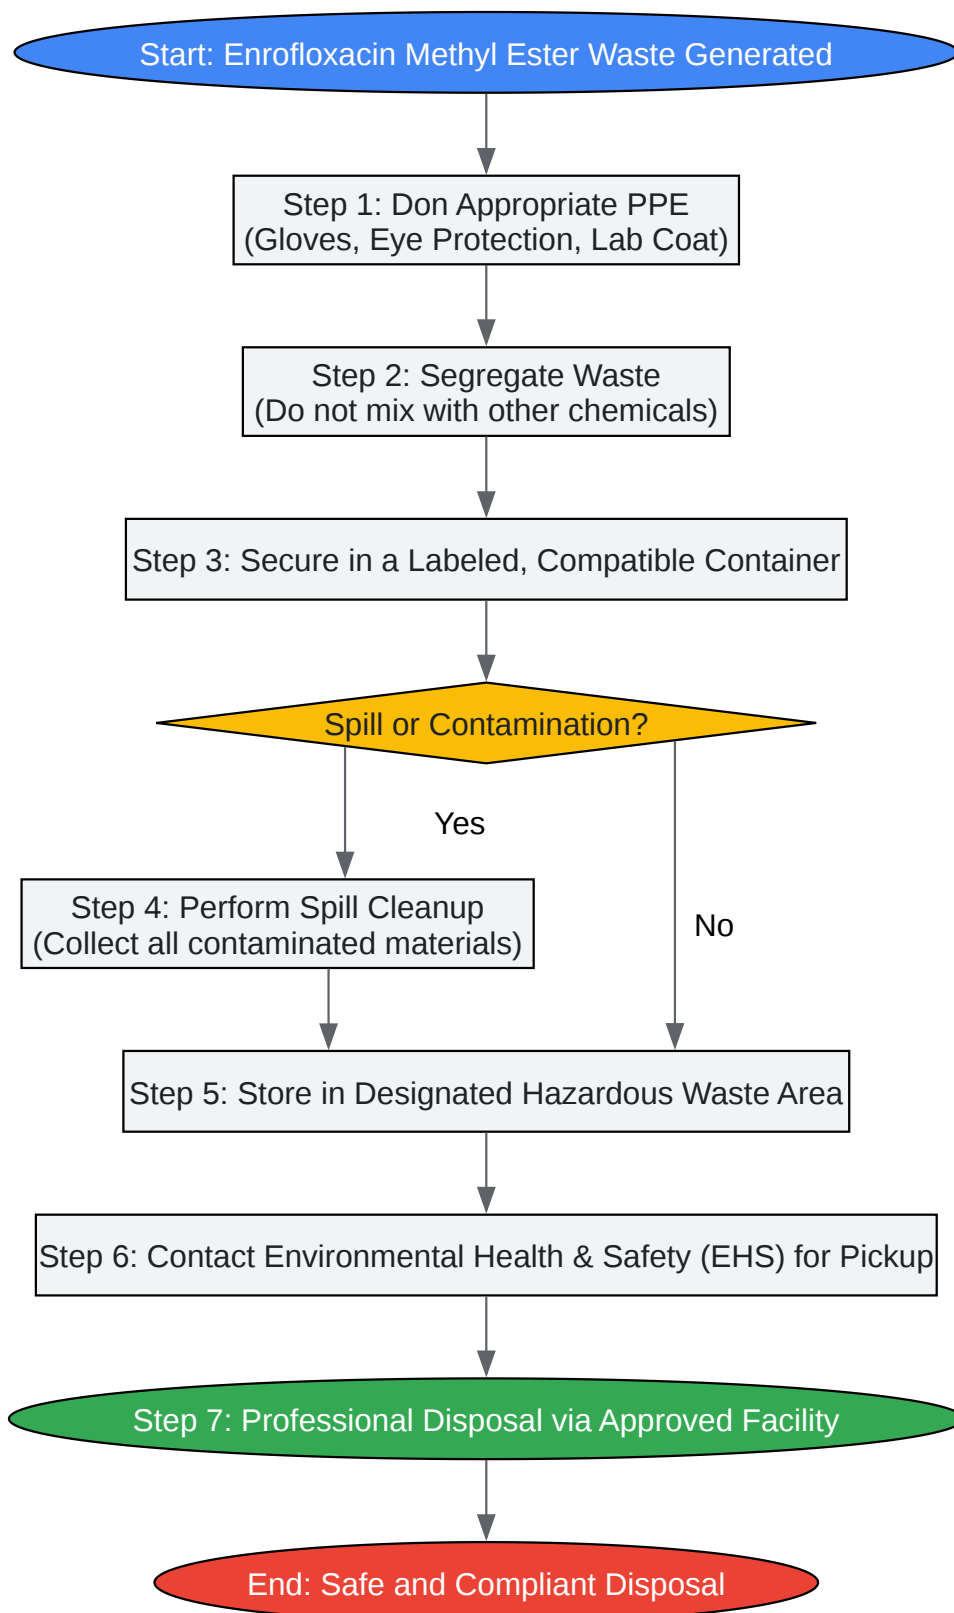 Start: Enrofloxacin Methyl Ester Waste Generated
Step 1: Don Appropriate PPE
(Gloves, Eye Protection, Lab Coat)
Step 2: Segregate Waste
(Do not mix with other chemicals)
Step 3: Secure in a Labeled, Compatible Container
Spill or Contamination?
Yes
Step 4: Perform Spill Cleanup
(Collect all contaminated materials)
No
Step 5: Store in Designated Hazardous Waste Area
Step 6: Contact Environmental Health & Safety (EHS) for Pickup
Step 7: Professional Disposal via Approved Facility
End: Safe and Compliant Disposal